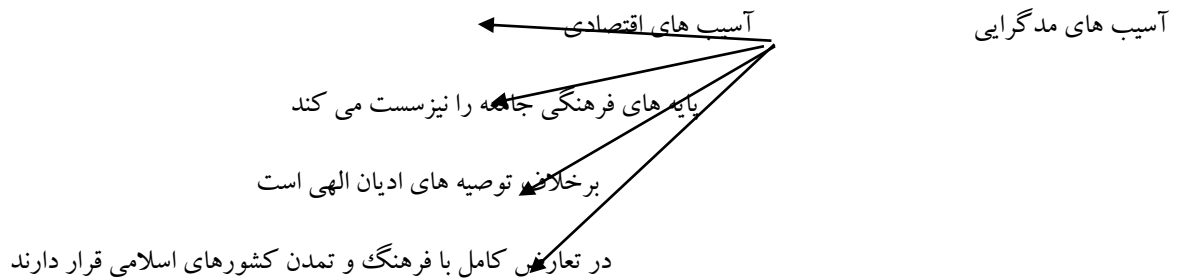 آسیب های مدگرایی آسیب های اقتصادی
پایه های فرهنگی جامعه را نیزسست می کند
برخلاف توصیه های ادیان الهی است
در تعارض کامل با فرهنگ و تمدن کشورهای اسلامی قرار دارند